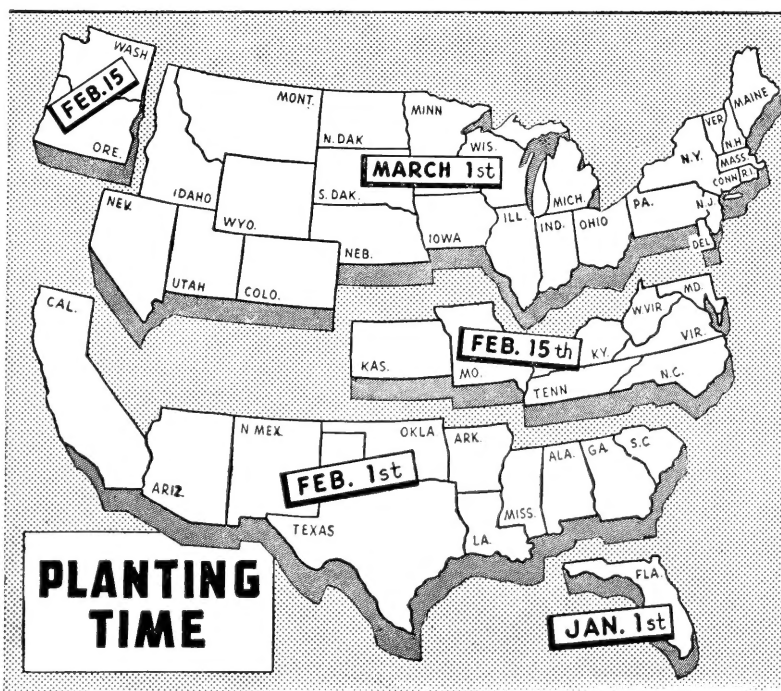 WASH
FEB. 15
ORE.
MONT.
IDAHO
WYO.
NEV.
UTAH
COLO.
N. DAK
S. DAK.
NEB.
MINN
WIS.
MARCH 1st
IOWA
MICH.
ILL.
IND.
OHIO
MAINE
VER
N.H.
N.Y.
MASS.
CONN
R.I.
PA.
N.J.
DEL
MD.
W.VIR
VIR.
FEB. 15th
KY.
KAS.
MO.
TENN
N.C.
CAL.
ARIZ.
N MEX.
OKLA
ARK.
FEB. 1st
TEXAS
LA.
MISS.
ALA.
GA.
S.C
FLA.
JAN. 1st
PLANTING
TIME